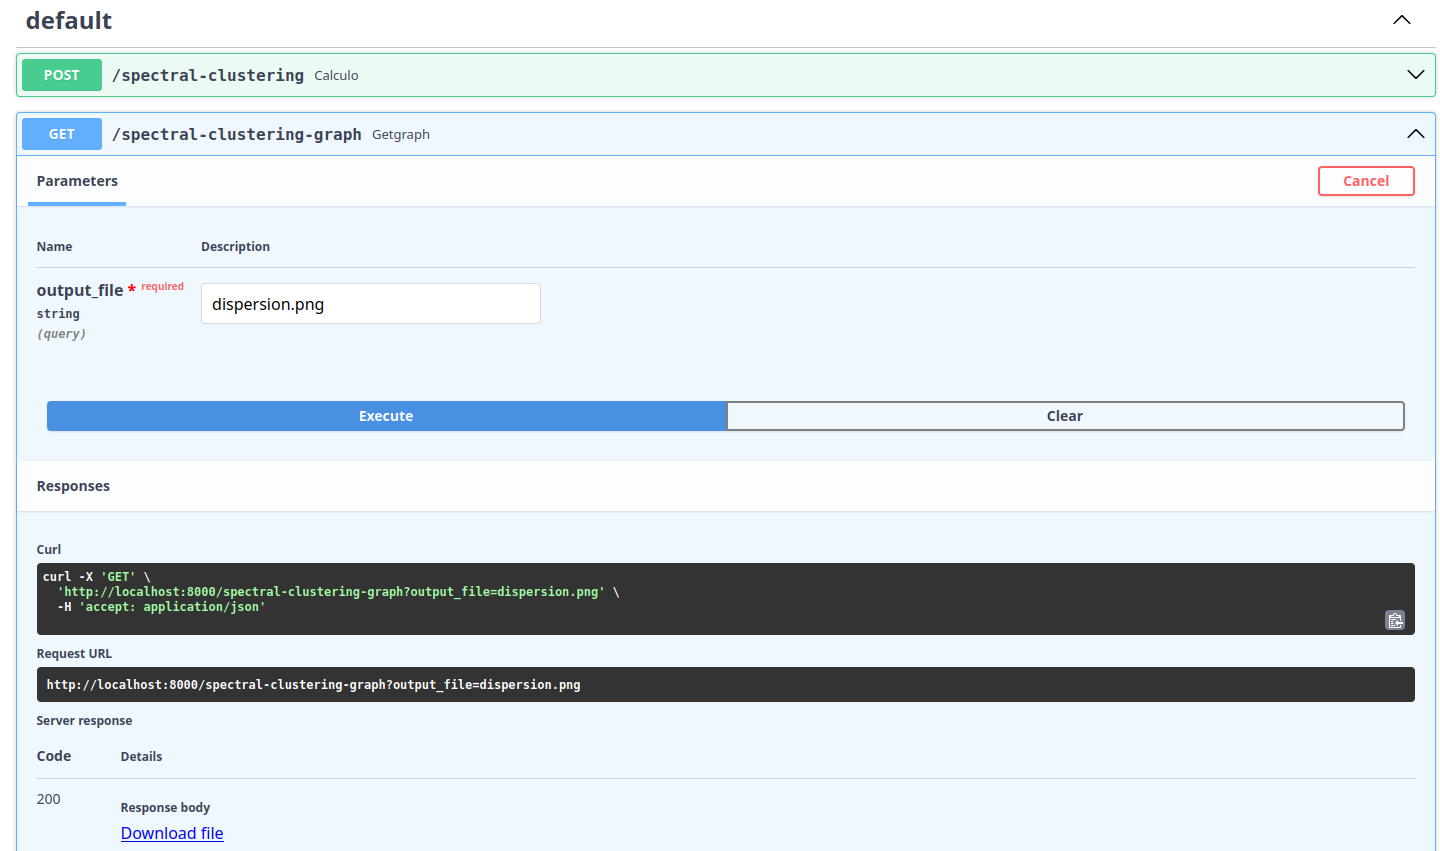 default
POST /spectral-clustering Calculo
GET /spectral-clustering-graph Getgraph
Parameters Cancel
Name Description
output_file * required
string
(query)
dispersion.png
Execute Clear
Responses
Curl
curl -X 'GET' \
'http://localhost:8000/spectral-clustering-graph?output_file=dispersion.png' \
-H 'accept: application/json'
Request URL
http://localhost:8000/spectral-clustering-graph?output_file=dispersion.png
Server response
Code Details
200
Response body
Download file